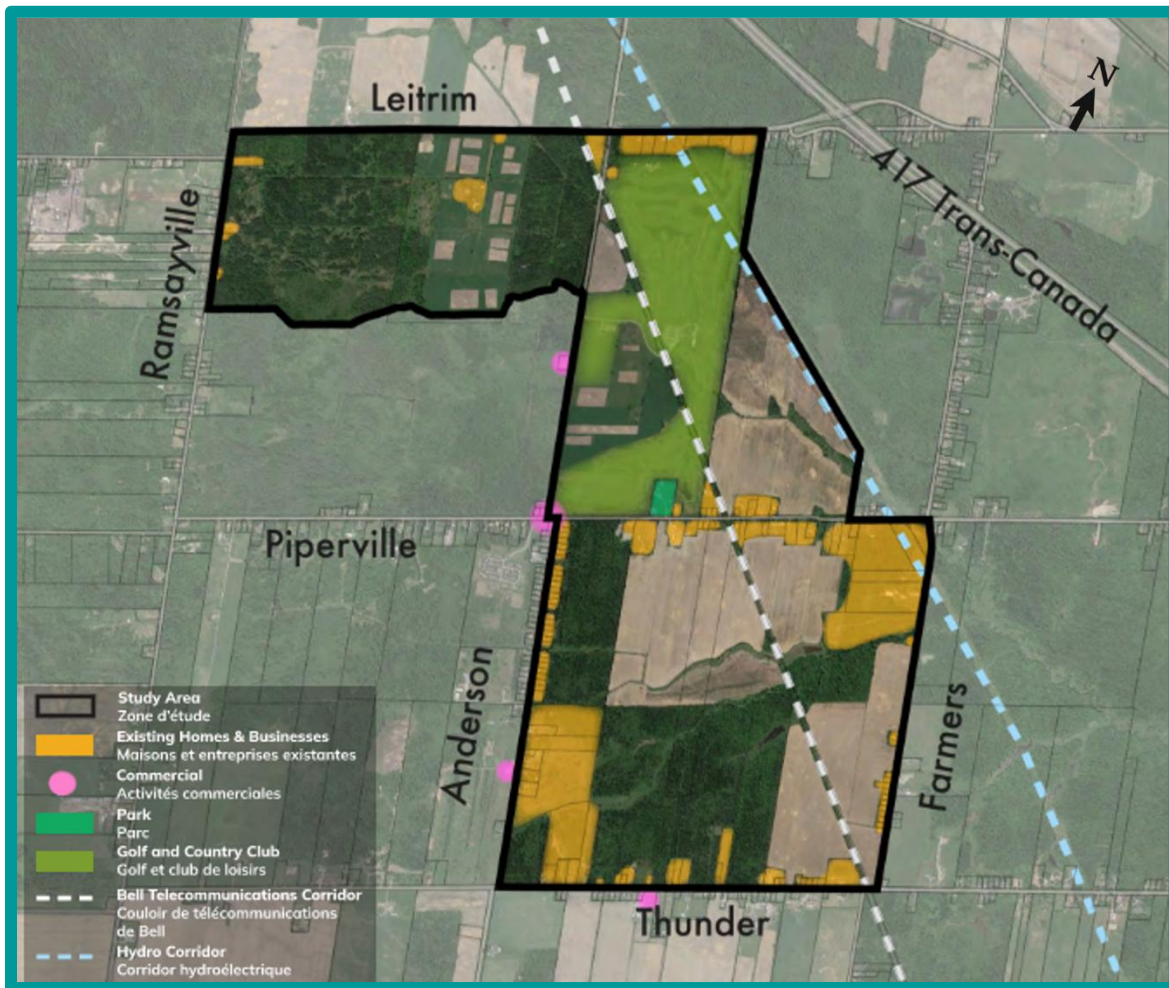 N
Leitrim
417 Trans-Canada
Ramsayville
Piperville
Anderson
Farmers
Thunder
Study Area
Zone d'étude
Existing Homes & Businesses
Maisons et entreprises existantes
Commercial
Activités commerciales
Park
Parc
Golf and Country Club
Golf et club de loisirs
Bell Telecommunications Corridor
Couloir de télécommunications
de Bell
Hydro Corridor
Corridor hydroélectrique